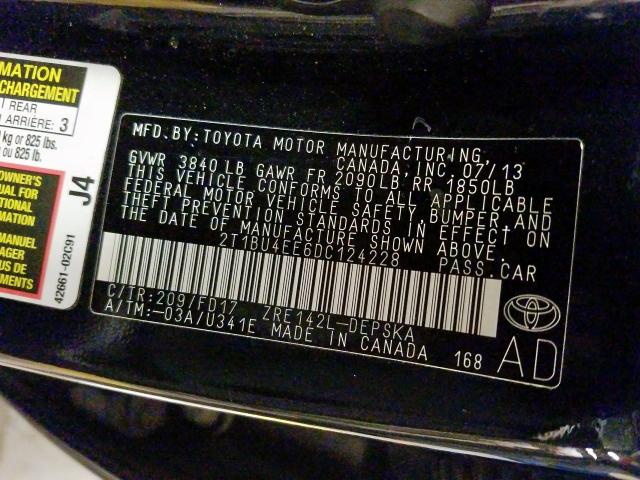 MATION
CHARGEMENT
REAR
ARRIÈRE: 3
kg or 825 lbs.
ou 825 lb.
OWNER'S
UAL FOR
TIONAL
MATION
MANUEL
AGER
US DE
MENTS
J4
42661-02C91
MFD. BY: TOYOTA MOTOR MANUFACTURING,
CANADA, INC. 07/13
GVWR 3840LB GAWR FR 2090LB RR 1850LB
THIS VEHICLE CONFORMS TO ALL APPLICABLE
FEDERAL MOTOR VEHICLE SAFETY, BUMPER AND
THEFT PREVENTION STANDARDS IN EFFECT ON
THE DATE OF MANUFACTURE SHOWN ABOVE.
2T1BU4EE6DC124228 PASS. CAR
C/TR: 209/FD17 ZRE142L-DEPSKA
A/TM: -03A/U341E MADE IN CANADA 168
AD